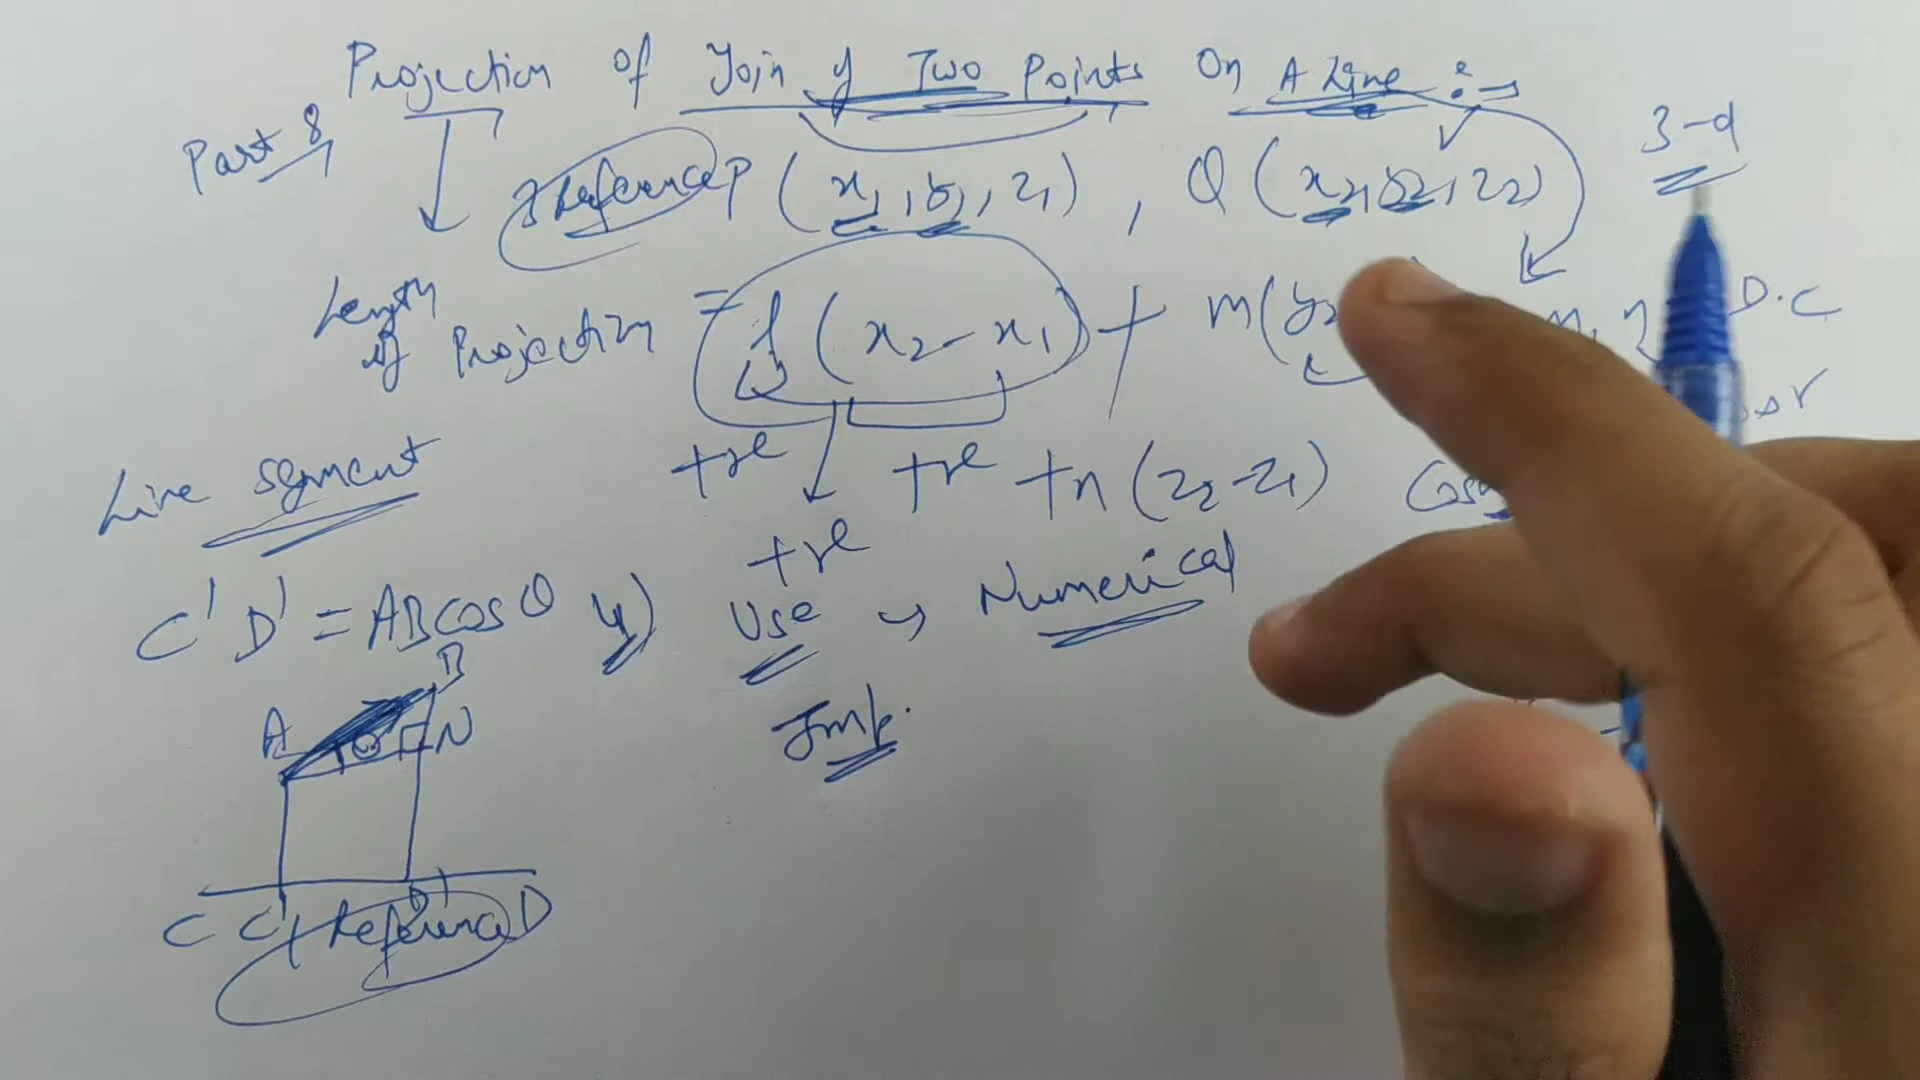 Projection of Join of Two Points On A Line :-
Part 8
Reference P (x1, y1, z1), Q (x2, y2, z2)
3-d
Length of Projection = l (x2 - x1) + m(y2
D.C
+ve +ve + n (z2 - z1)
+ve
Line segment
C'D' = AB cos θ
Use Numerical
Imp.
B
A θ N
C C' Reference D' D